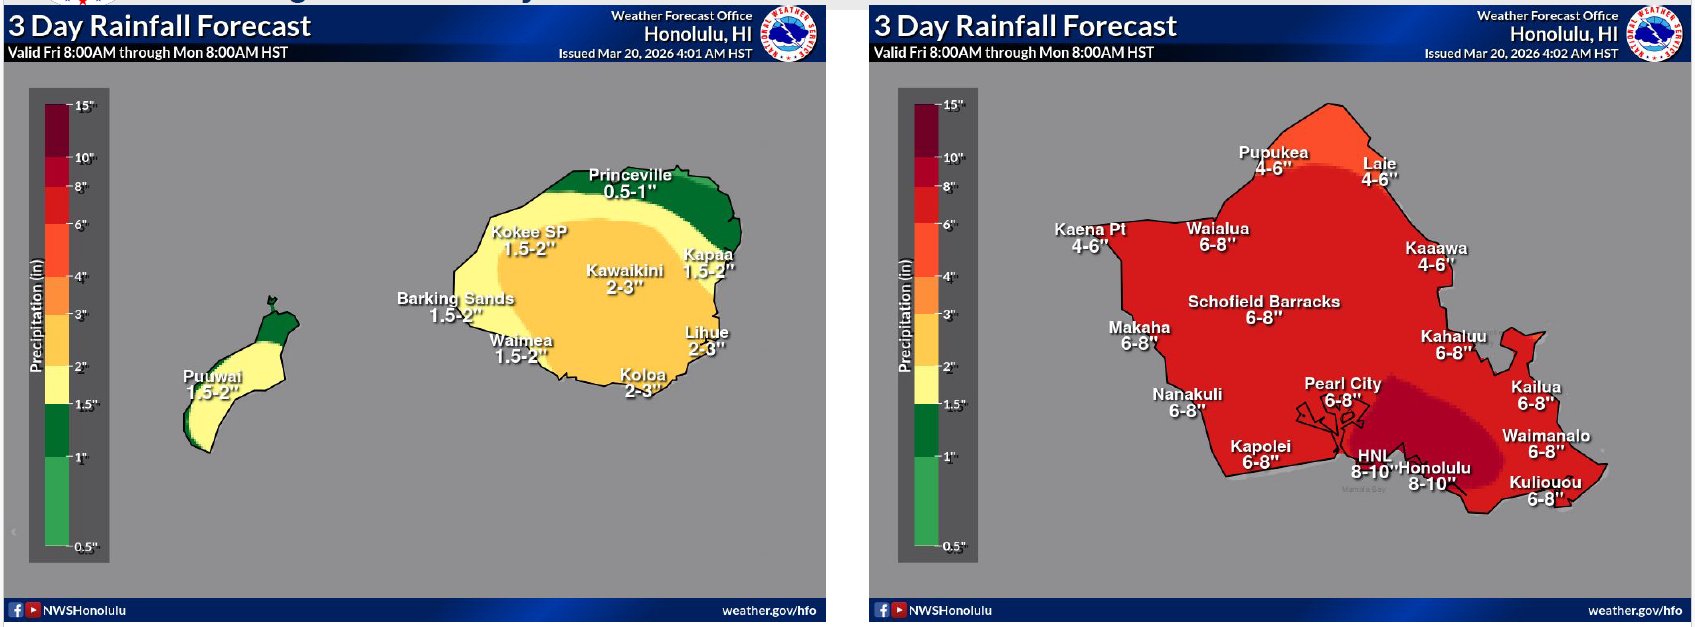 3 Day Rainfall Forecast
Valid Fri 8:00AM through Mon 8:00AM HST
Weather Forecast Office
Honolulu, HI
Issued Mar 20, 2026 4:01 AM HST
NATIONAL WEATHER SERVICE
Precipitation (in)
15"
10"
8"
6"
4"
3"
2"
1.5"
1"
0.5"
Princeville
0.5-1"
Kokee SP
1.5-2"
Kapaa
1.5-2"
Kawaikini
2-3"
Barking Sands
1.5-2"
Lihue
2-3"
Waimea
1.5-2"
Koloa
2-3"
Puuwai
1.5-2"
NWSHonolulu
weather.gov/hfo
3 Day Rainfall Forecast
Valid Fri 8:00AM through Mon 8:00AM HST
Weather Forecast Office
Honolulu, HI
Issued Mar 20, 2026 4:02 AM HST
NATIONAL WEATHER SERVICE
Precipitation (in)
15"
10"
8"
6"
4"
3"
2"
1.5"
1"
0.5"
Pupukea
4-6"
Laie
4-6"
Kaena Pt
4-6"
Waialua
6-8"
Kaaawa
4-6"
Schofield Barracks
6-8"
Makaha
6-8"
Kahaluu
6-8"
Pearl City
6-8"
Nanakuli
6-8"
Kailua
6-8"
Waimanalo
6-8"
Kapolei
6-8"
HNL
8-10"
Honolulu
8-10"
Kuliouou
6-8"
Mamala Bay
NWSHonolulu
weather.gov/hfo